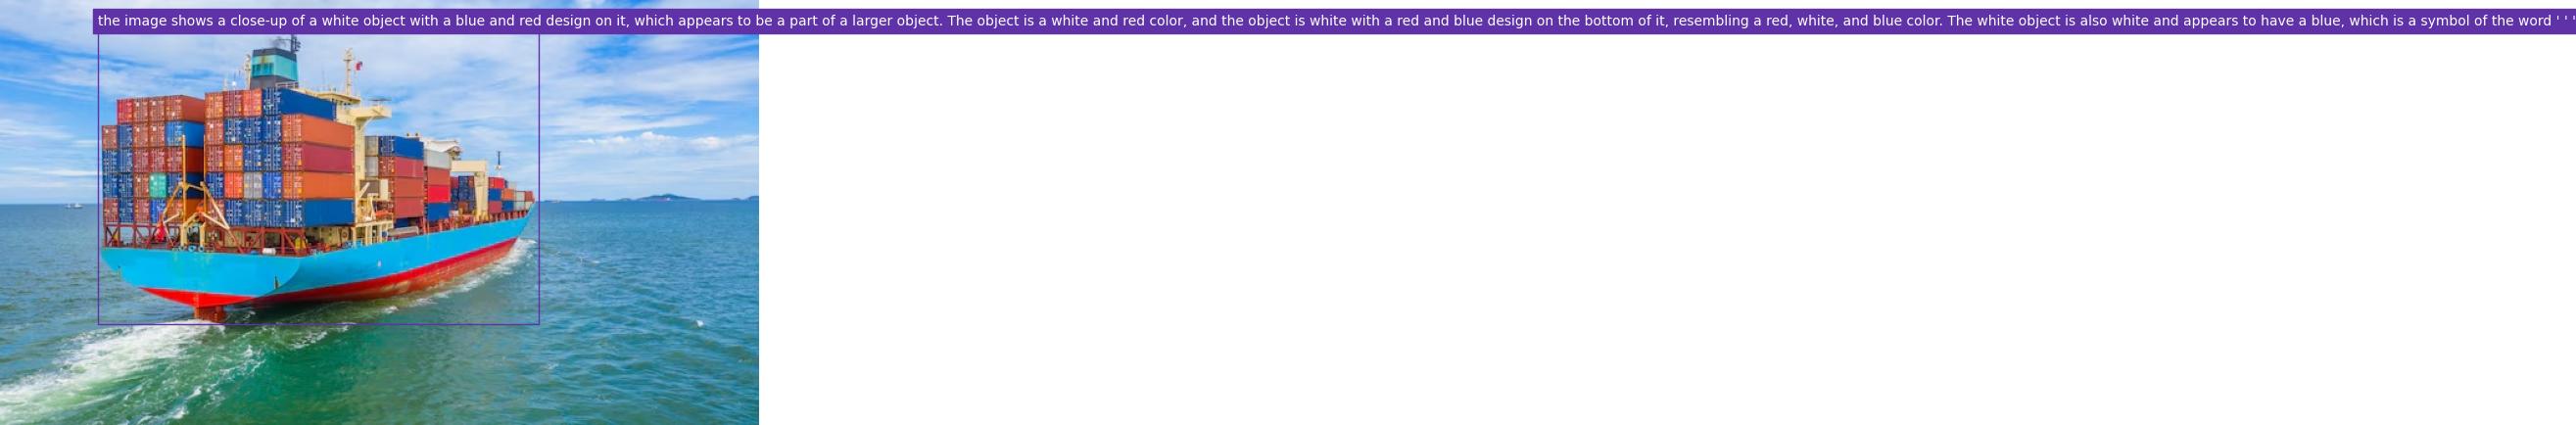 the image shows a close-up of a white object with a blue and red design on it, which appears to be a part of a larger object. The object is a white and red color, and the object is white with a red and blue design on the bottom of it, resembling a red, white, and blue color. The white object is also white and appears to have a blue, which is a symbol of the word ' ' '